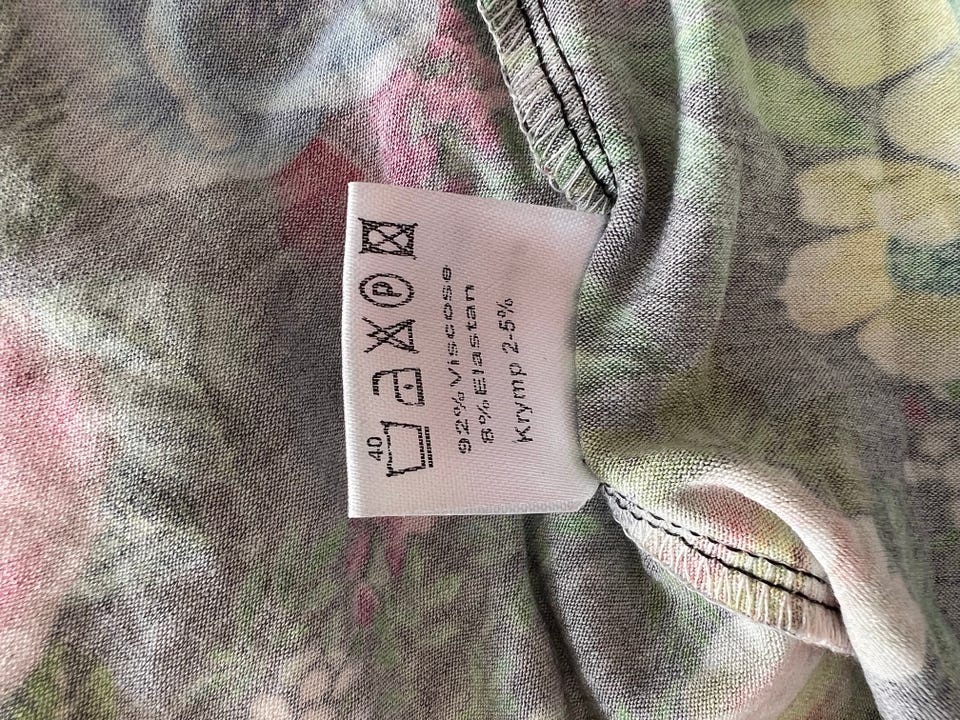 40
P
92% Viscose
8% Elastan
Krymp 2-5%